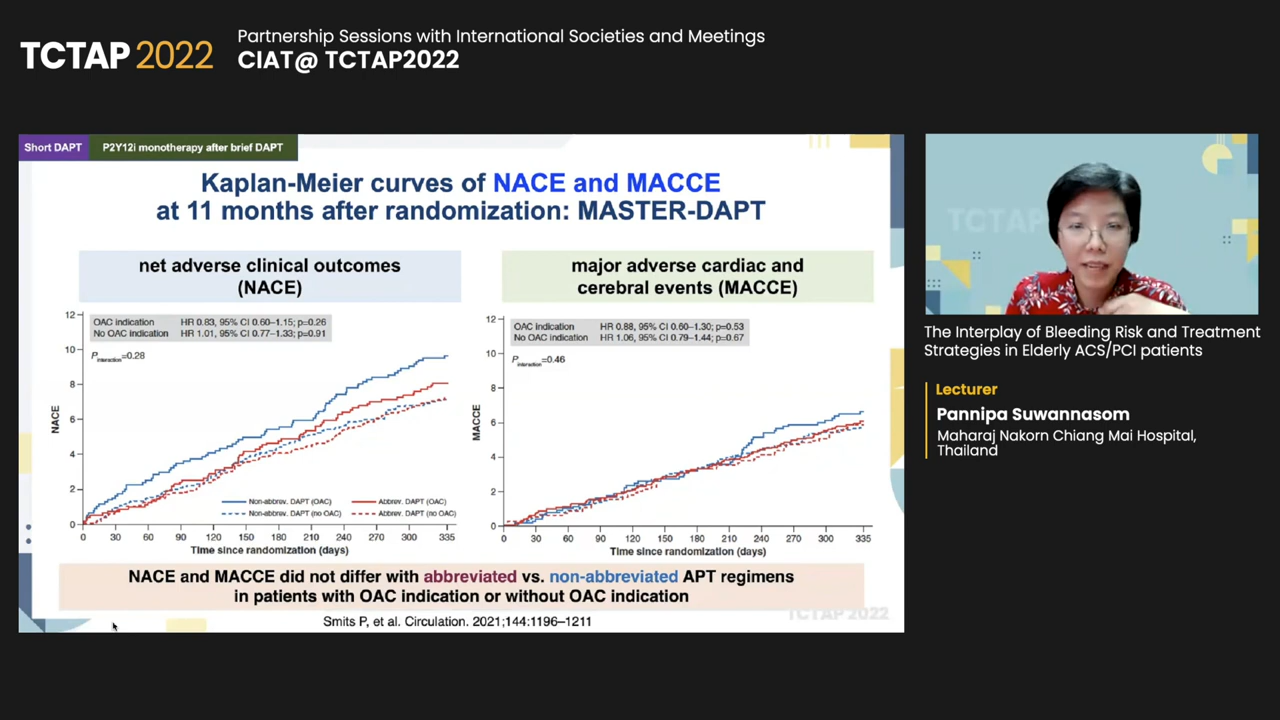 TCTAP 2022
Partnership Sessions with International Societies and Meetings
CIAT@ TCTAP2022
Short DAPT
P2Y12i monotherapy after brief DAPT
Kaplan-Meier curves of NACE and MACCE
at 11 months after randomization: MASTER-DAPT
net adverse clinical outcomes
(NACE)
12
10
8
6
4
2
0
NACE
OAC indication HR 0.83, 95% CI 0.60–1.15; p=0.26
No OAC indication HR 1.01, 95% CI 0.77–1.33; p=0.91
Pinteraction=0.28
Non-abbrev. DAPT (OAC) Abbrev. DAPT (OAC)
Non-abbrev. DAPT (no OAC) Abbrev. DAPT (no OAC)
0 30 60 90 120 150 180 210 240 270 300 335
Time since randomization (days)
major adverse cardiac and
cerebral events (MACCE)
12
10
8
6
4
2
0
MACCE
OAC indication HR 0.88, 95% CI 0.60–1.30; p=0.53
No OAC indication HR 1.06, 95% CI 0.79–1.44; p=0.67
Pinteraction=0.46
0 30 60 90 120 150 180 210 240 270 300 335
Time since randomization (days)
NACE and MACCE did not differ with abbreviated vs. non-abbreviated APT regimens
in patients with OAC indication or without OAC indication
TCTAP 2022
Smits P, et al. Circulation. 2021;144:1196–1211
TCTAP
The Interplay of Bleeding Risk and Treatment
Strategies in Elderly ACS/PCI patients
Lecturer
Pannipa Suwannasom
Maharaj Nakorn Chiang Mai Hospital,
Thailand